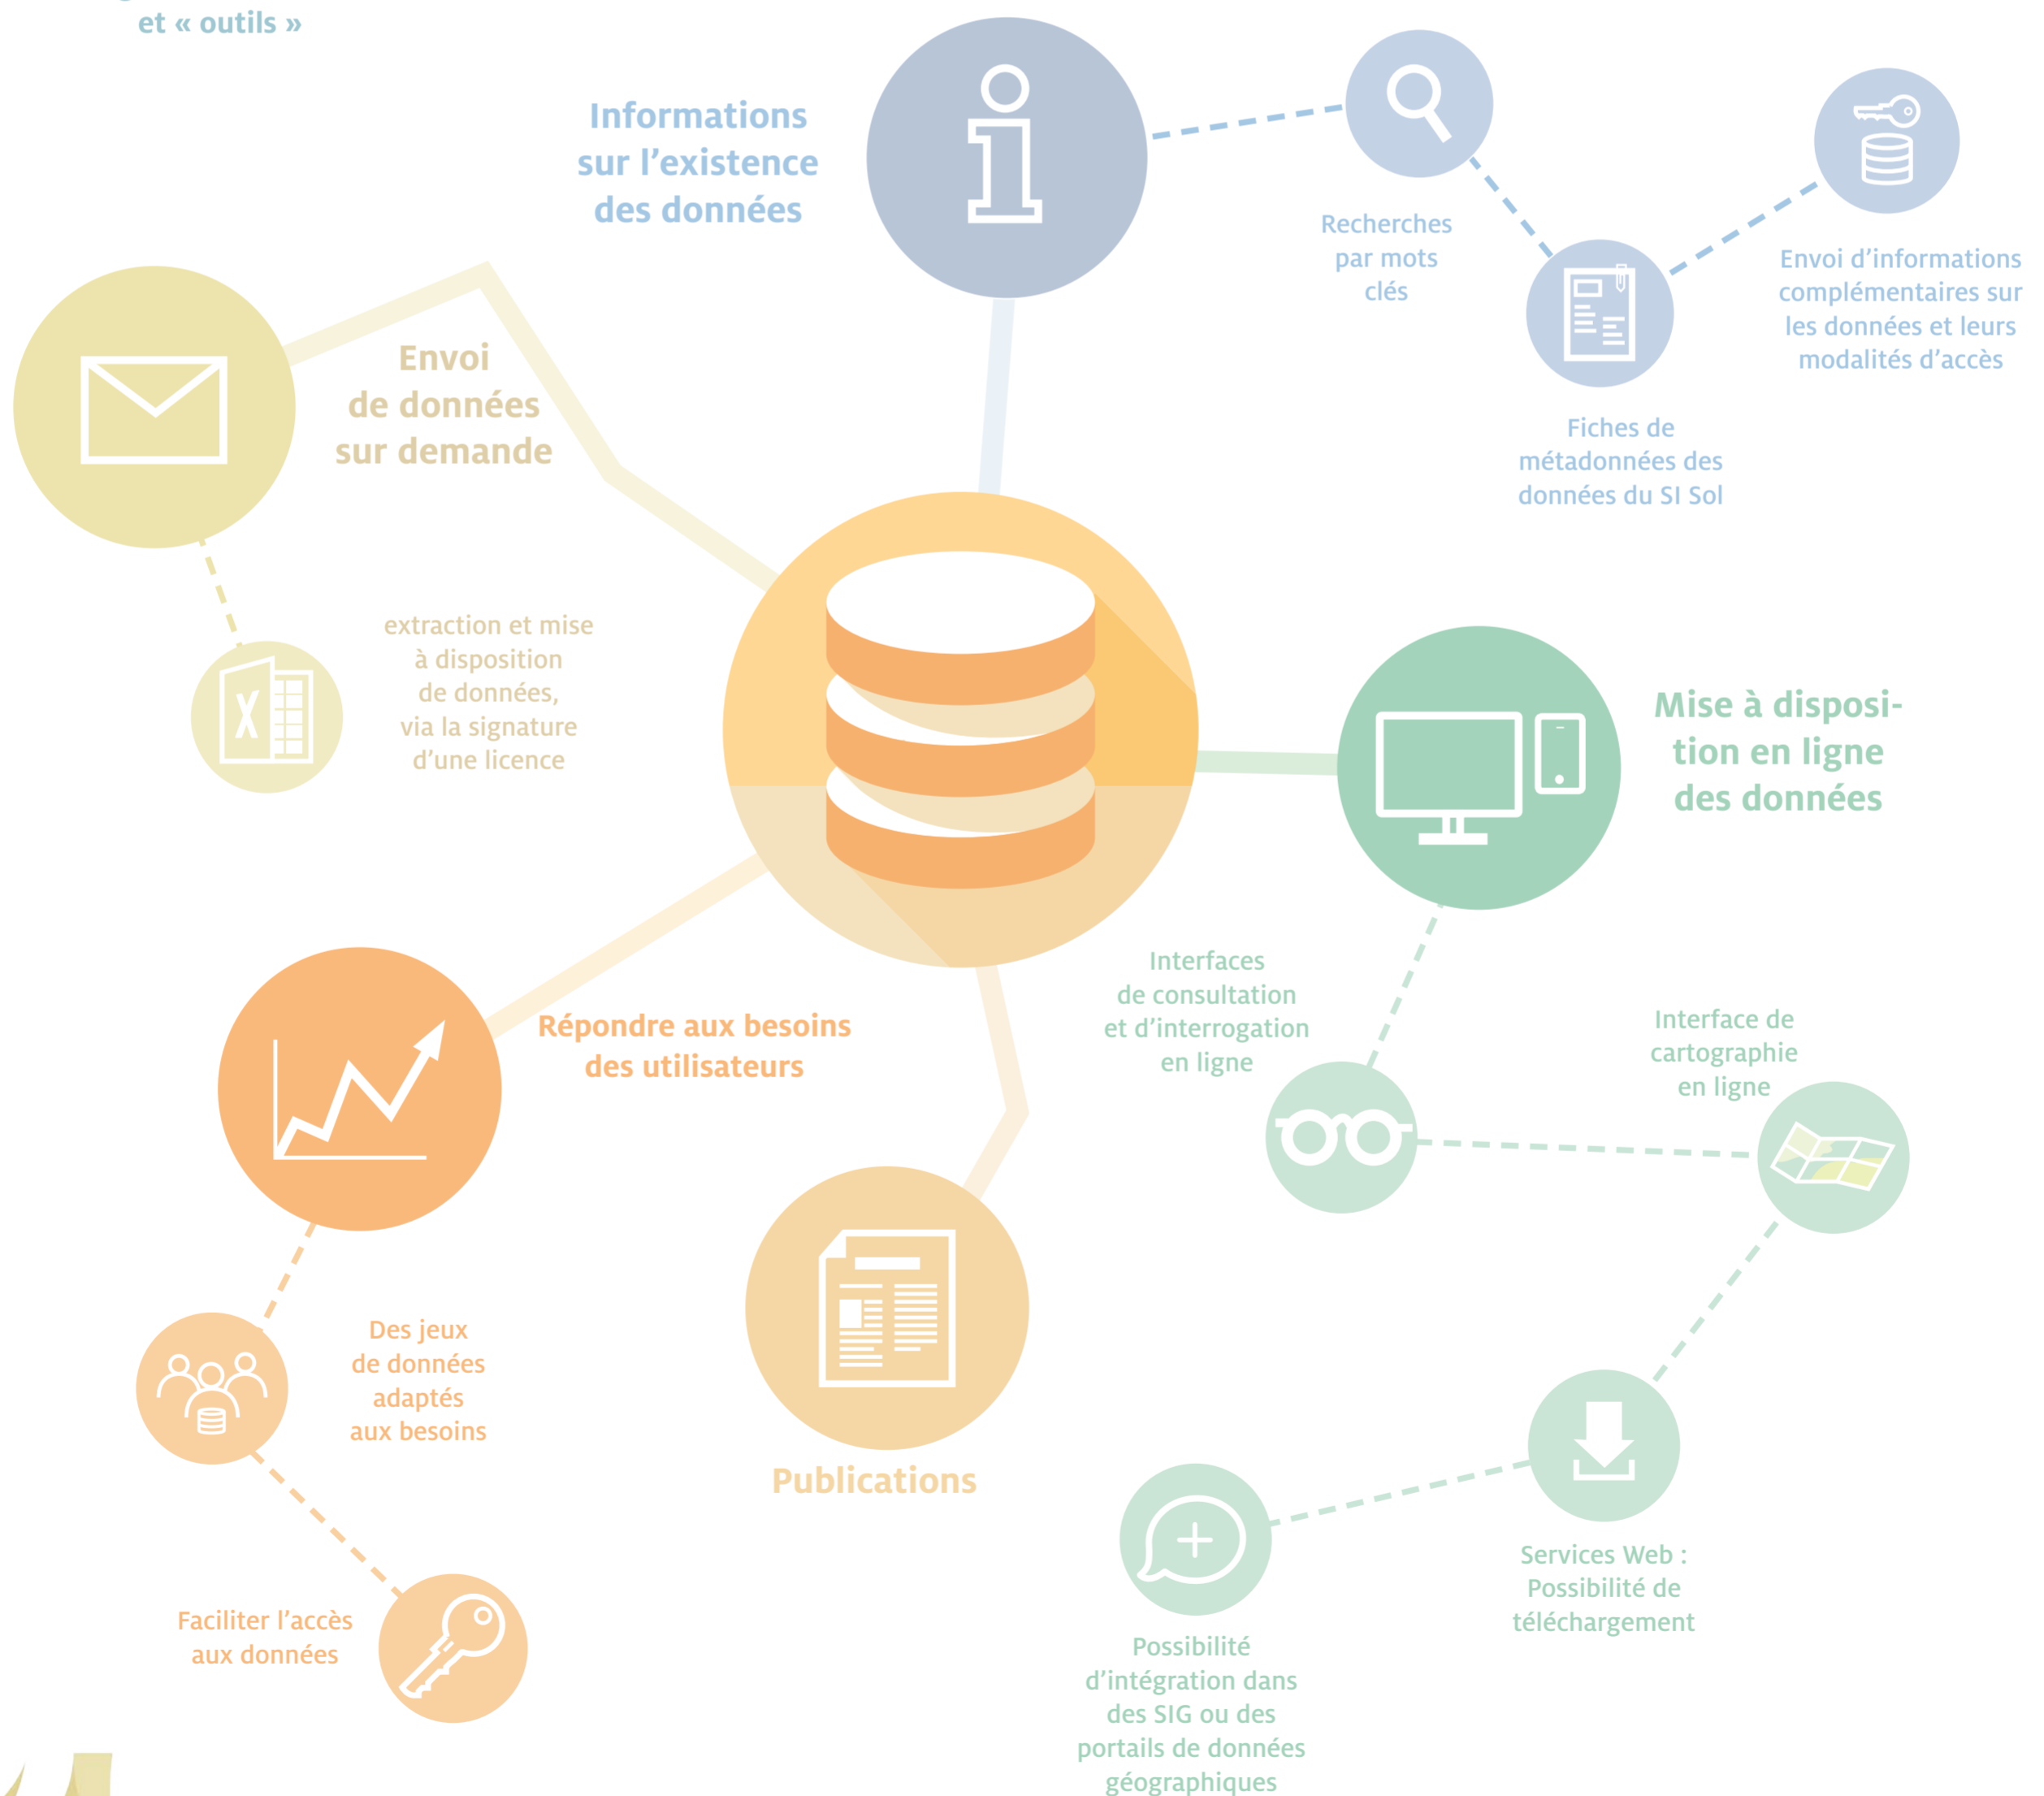 et « outils »
Informations
sur l’existence
des données
Recherches
par mots
clés
Envoi d’informations
complémentaires sur
les données et leurs
modalités d’accès
Fiches de
métadonnées des
données du SI Sol
Envoi
de données
sur demande
extraction et mise
à disposition
de données,
via la signature
d’une licence
X
Mise à disposi-
tion en ligne
des données
Interfaces
de consultation
et d’interrogation
en ligne
Interface de
cartographie
en ligne
Répondre aux besoins
des utilisateurs
Des jeux
de données
adaptés
aux besoins
Faciliter l’accès
aux données
Publications
Services Web :
Possibilité de
téléchargement
Possibilité
d’intégration dans
des SIG ou des
portails de données
géographiques